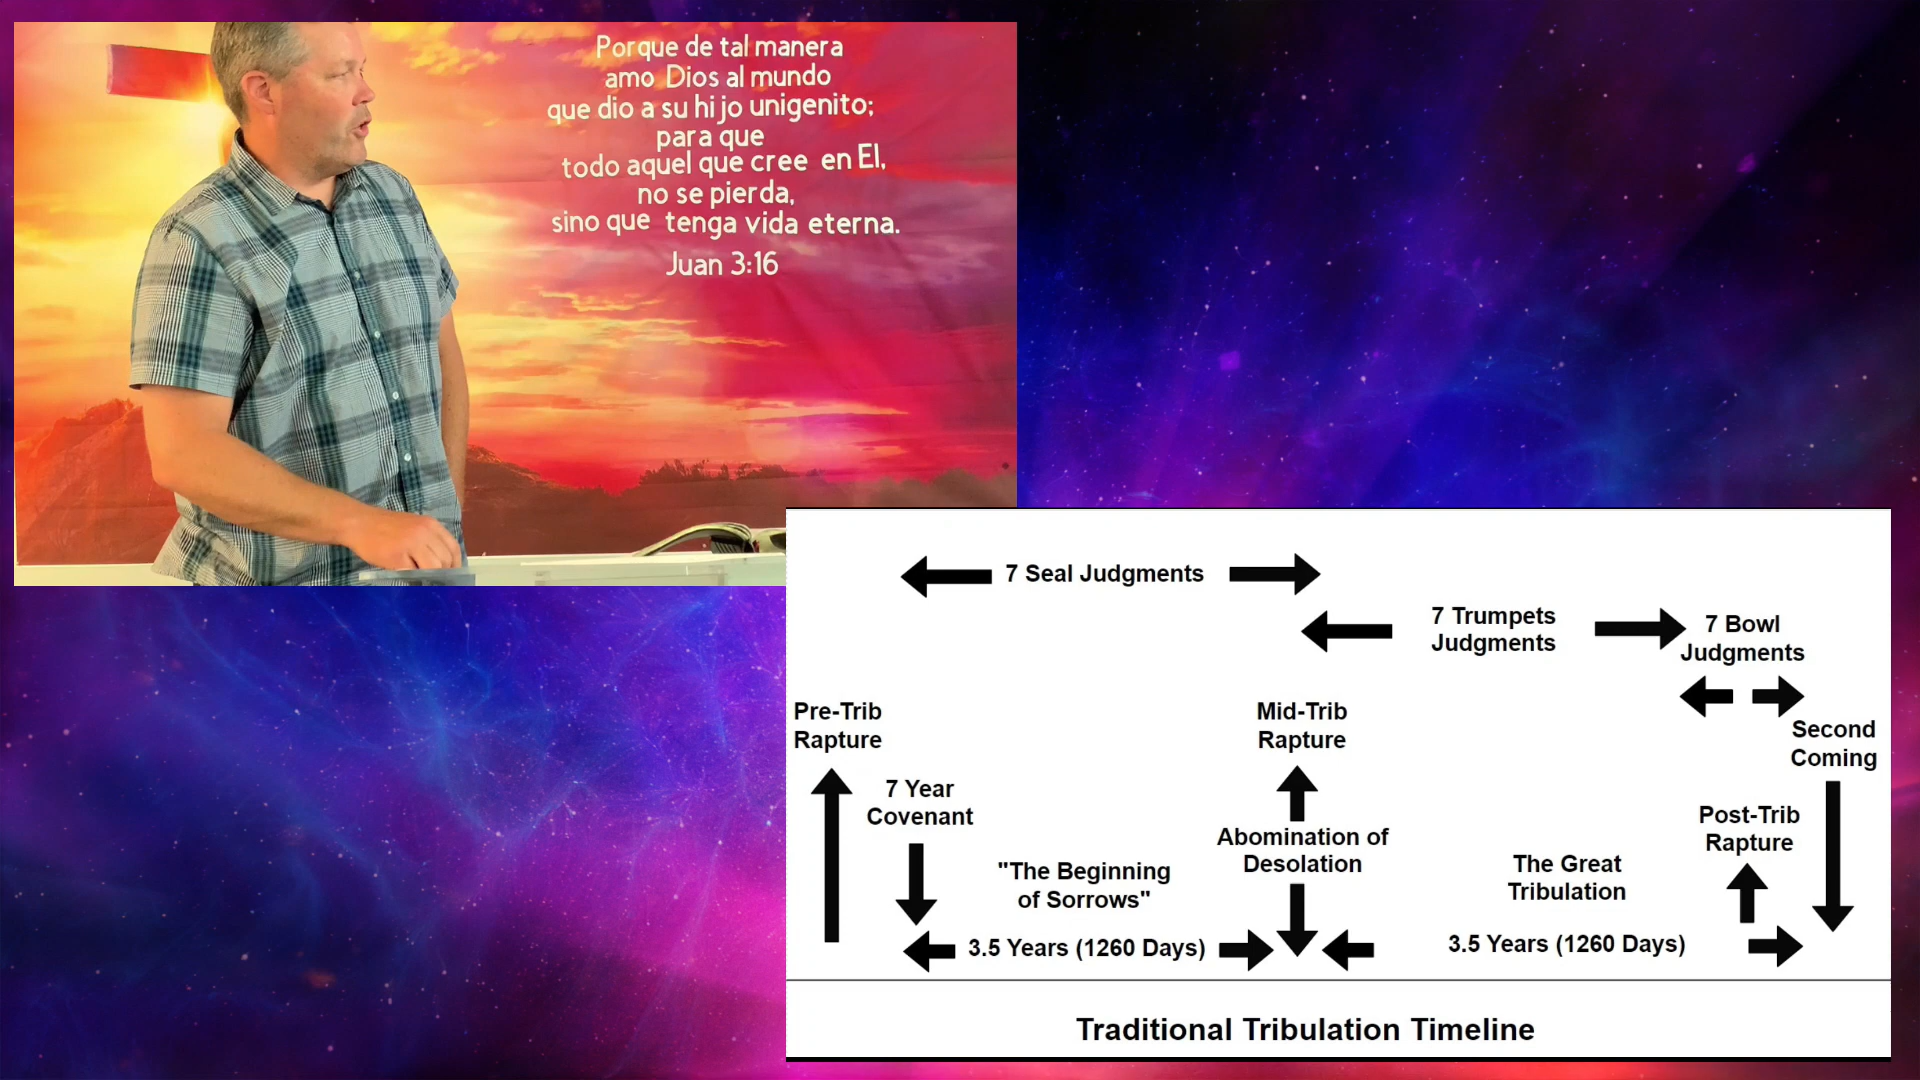 Porque de tal manera
amo Dios al mundo
que dio a su hijo unigenito;
para que
todo aquel que cree en El,
no se pierda,
sino que tenga vida eterna.
Juan 3:16
7 Seal Judgments
7 Trumpets
Judgments
7 Bowl
Judgments
Pre-Trib
Rapture
Mid-Trib
Rapture
Second
Coming
7 Year
Covenant
Abomination of
Desolation
Post-Trib
Rapture
"The Beginning
of Sorrows"
The Great
Tribulation
3.5 Years (1260 Days)
3.5 Years (1260 Days)
Traditional Tribulation Timeline